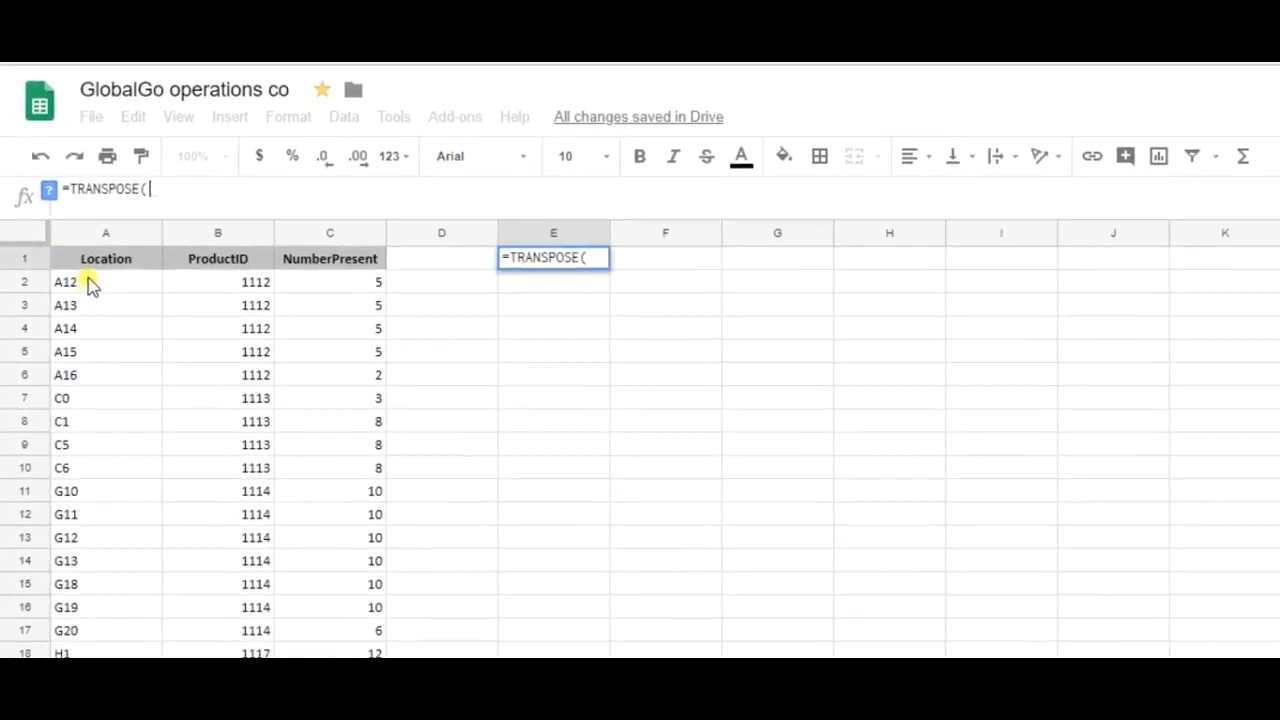 GlobalGo operations co
File Edit View Insert Format Data Tools Add-ons Help All changes saved in Drive
100% $ % .0 .00 123 Arial 10 B I S A Σ
fx ? =TRANSPOSE(
A B C D E F G H I J K
1 Location ProductID NumberPresent =TRANSPOSE(
2 A12 1112 5
3 A13 1112 5
4 A14 1112 5
5 A15 1112 5
6 A16 1112 2
7 C0 1113 3
8 C1 1113 8
9 C5 1113 8
10 C6 1113 8
11 G10 1114 10
12 G11 1114 10
13 G12 1114 10
14 G13 1114 10
15 G18 1114 10
16 G19 1114 10
17 G20 1114 6
18 H1 1117 12